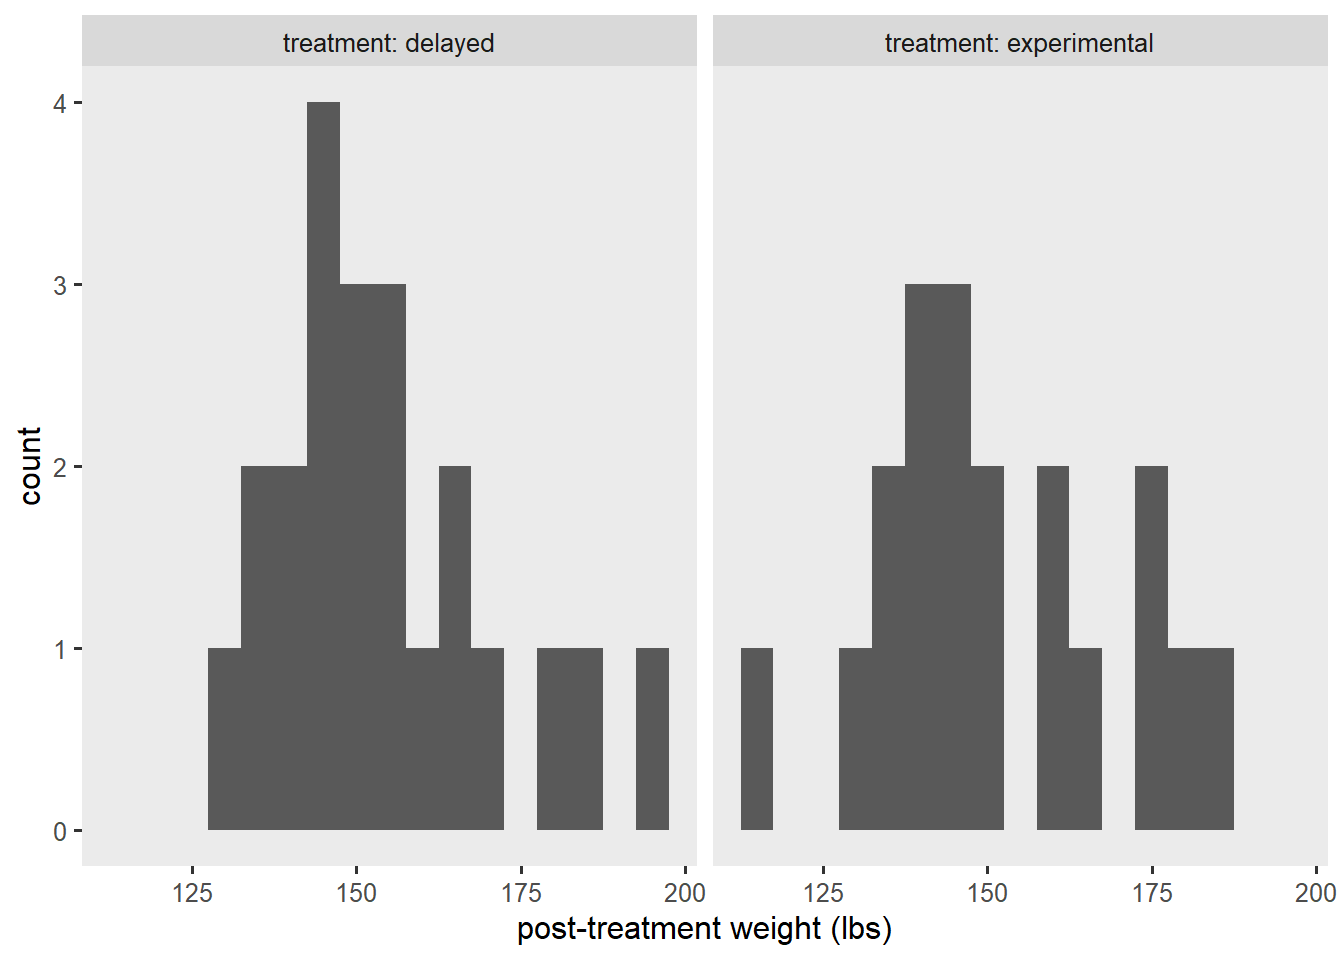 treatment: delayed
treatment: experimental
4
3
2
1
0
count
125 150 175 200
125 150 175 200
post-treatment weight (lbs)